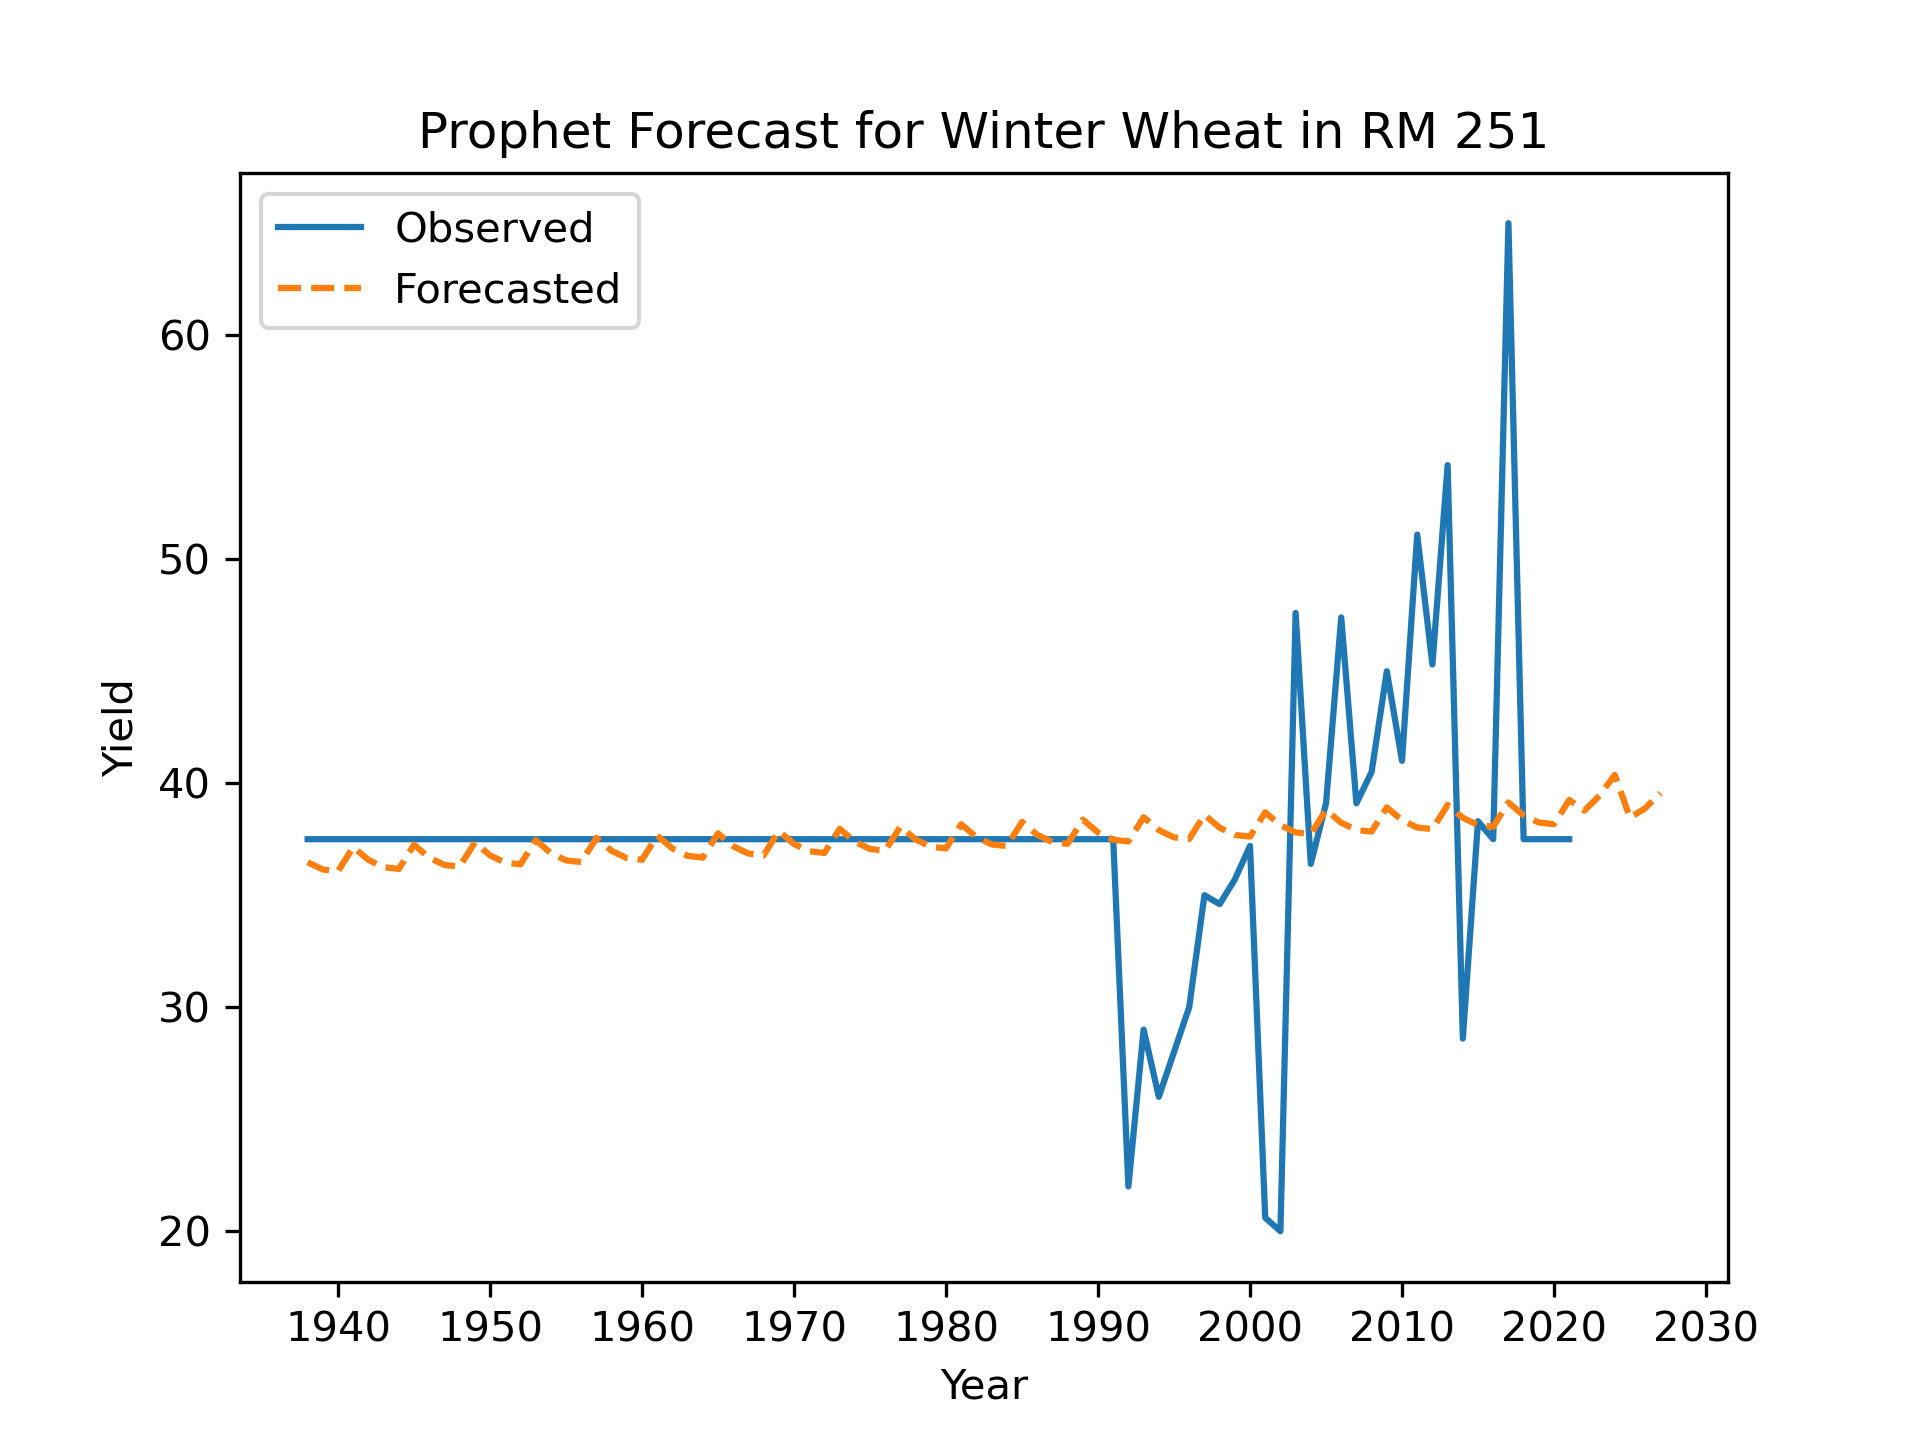 Prophet Forecast for Winter Wheat in RM 251
Observed
Forecasted
60
50
40
30
20
Yield
1940 1950 1960 1970 1980 1990 2000 2010 2020 2030
Year